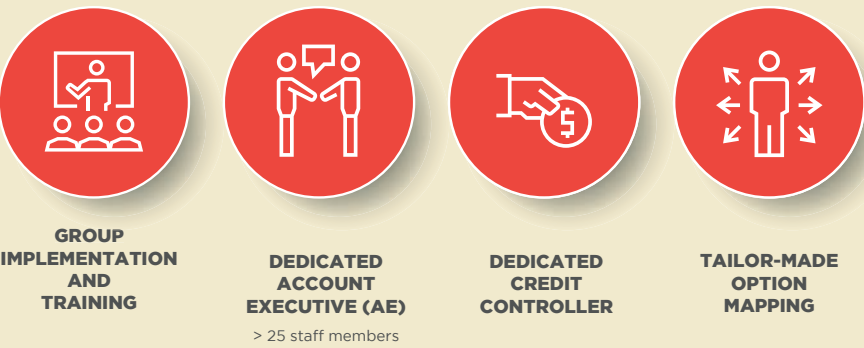 GROUP
IMPLEMENTATION
AND
TRAINING
DEDICATED
ACCOUNT
EXECUTIVE (AE)
> 25 staff members
DEDICATED
CREDIT
CONTROLLER
$
TAILOR-MADE
OPTION
MAPPING